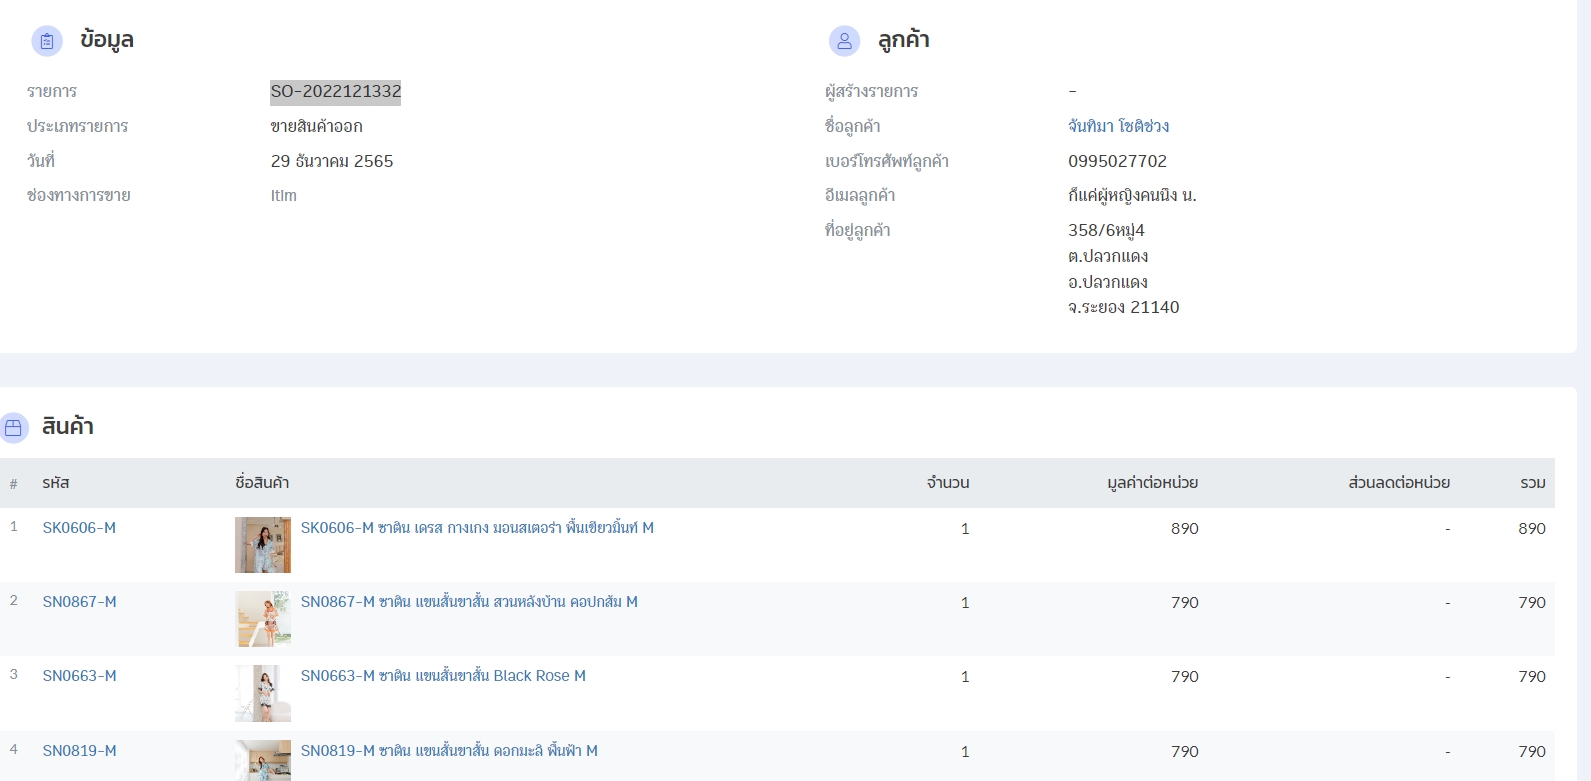 ข้อมูล
รายการ SO-2022121332
ประเภทรายการ ขายสินค้าออก
วันที่ 29 ธันวาคม 2565
ช่องทางการขาย Itim
ลูกค้า
ผู้สร้างรายการ -
ชื่อลูกค้า จันทิมา โชติช่วง
เบอร์โทรศัพท์ลูกค้า 0995027702
อีเมลลูกค้า ก็แค่ผู้หญิงคนนึง น.
ที่อยู่ลูกค้า 358/6หมู่4
ต.ปลวกแดง
อ.ปลวกแดง
จ.ระยอง 21140
สินค้า
# รหัส ชื่อสินค้า จำนวน มูลค่าต่อหน่วย ส่วนลดต่อหน่วย รวม
1 SK0606-M SK0606-M ซาติน เดรส กางเกง มอนสเตอร่า พื้นเขียวมิ้นท์ M 1 890 - 890
2 SN0867-M SN0867-M ซาติน แขนสั้นขาสั้น สวนหลังบ้าน คอปกส้ม M 1 790 - 790
3 SN0663-M SN0663-M ซาติน แขนสั้นขาสั้น Black Rose M 1 790 - 790
4 SN0819-M SN0819-M ซาติน แขนสั้นขาสั้น ดอกมะลิ พื้นฟ้า M 1 790 - 790